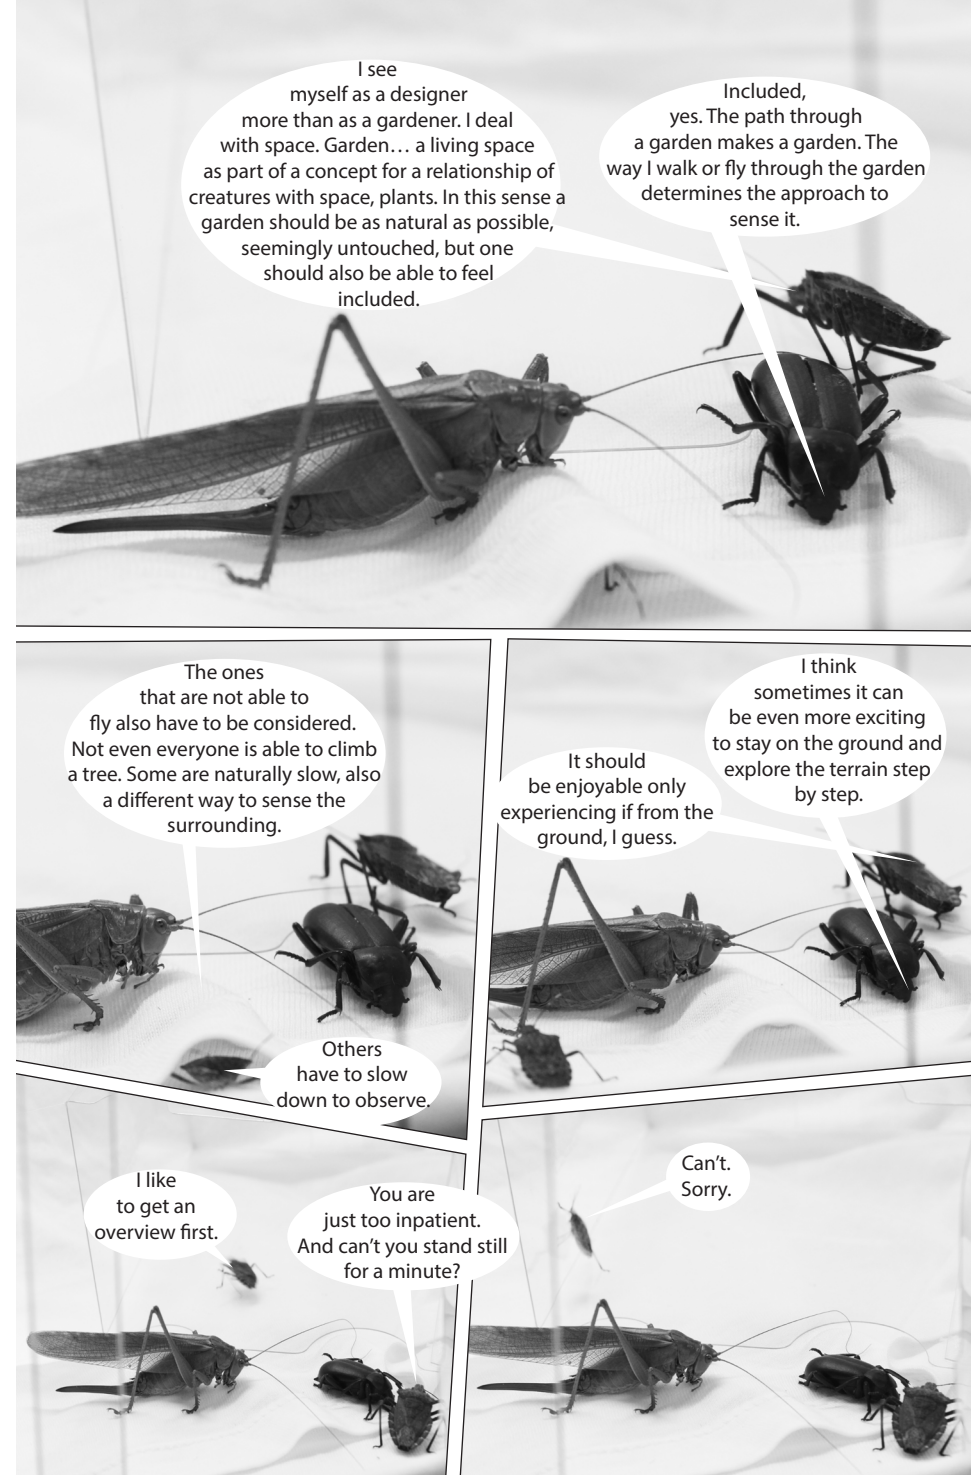 I see
myself as a designer
more than as a gardener. I deal
with space. Garden… a living space
as part of a concept for a relationship of
creatures with space, plants. In this sense a
garden should be as natural as possible,
seemingly untouched, but one
should also be able to feel
included.
Included,
yes. The path through
a garden makes a garden. The
way I walk or fly through the garden
determines the approach to
sense it.
The ones
that are not able to
fly also have to be considered.
Not even everyone is able to climb
a tree. Some are naturally slow, also
a different way to sense the
surrounding.
Others
have to slow
down to observe.
It should
be enjoyable only
experiencing if from the
ground, I guess.
I think
sometimes it can
be even more exciting
to stay on the ground and
explore the terrain step
by step.
I like
to get an
overview first.
You are
just too inpatient.
And can't you stand still
for a minute?
Can't.
Sorry.